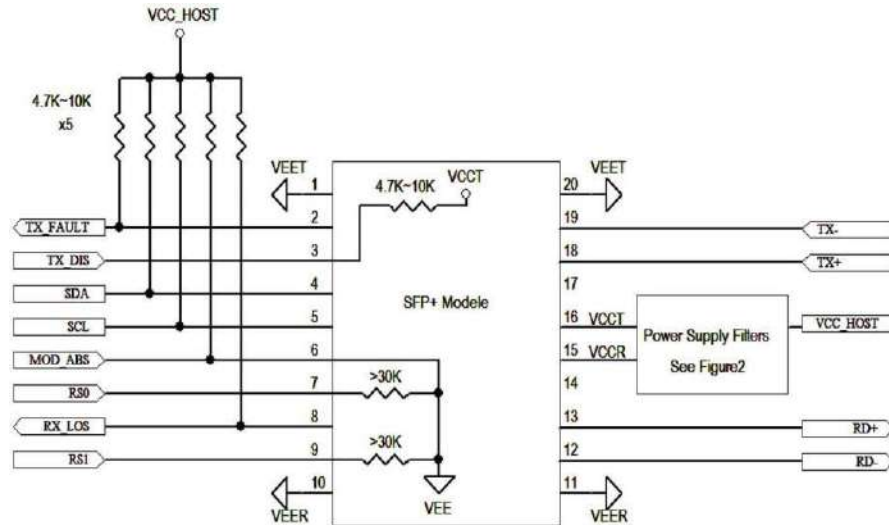 VCC_HOST
4.7K~10K
x5
VEET
1
4.7K~10K
VCCT
20
VEET
TX_FAULT
2
19
TX-
TX_DIS
3
18
TX+
SDA
4
17
SFP+ Modele
SCL
5
16
VCCT
Power Supply Filters
See Figure2
VCC_HOST
MOD_ABS
6
15
VCCR
RS0
7
>30K
14
RX_LOS
8
13
RD+
RS1
9
>30K
12
RD-
VEER
10
VEE
11
VEER